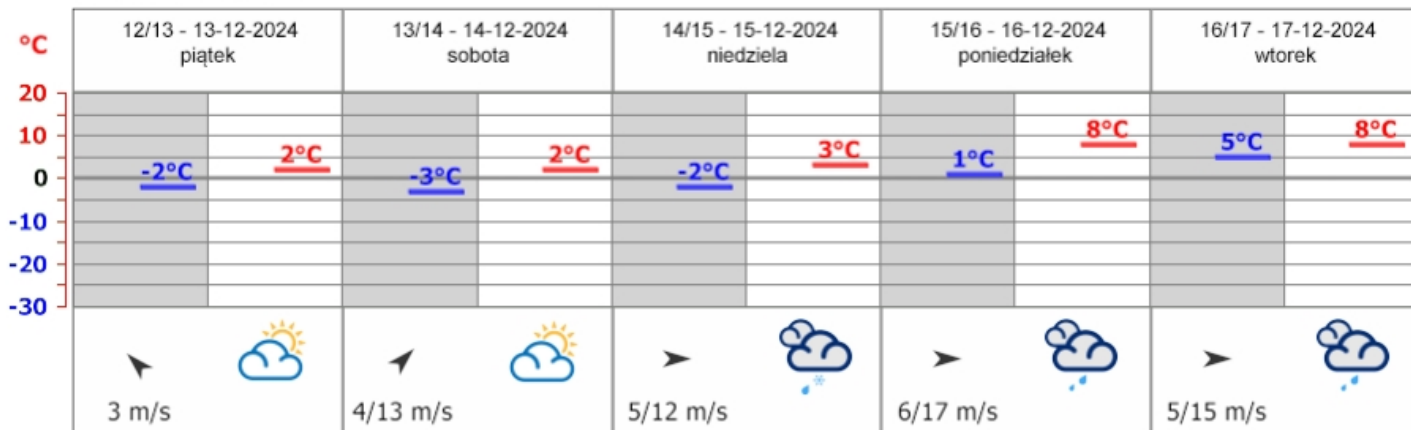 °C
12/13 - 13-12-2024
piątek
13/14 - 14-12-2024
sobota
14/15 - 15-12-2024
niedziela
15/16 - 16-12-2024
poniedziałek
16/17 - 17-12-2024
wtorek
20
10
0
-10
-20
-30
-2°C
2°C
-3°C
2°C
-2°C
3°C
1°C
8°C
5°C
8°C
3 m/s
4/13 m/s
5/12 m/s
6/17 m/s
5/15 m/s